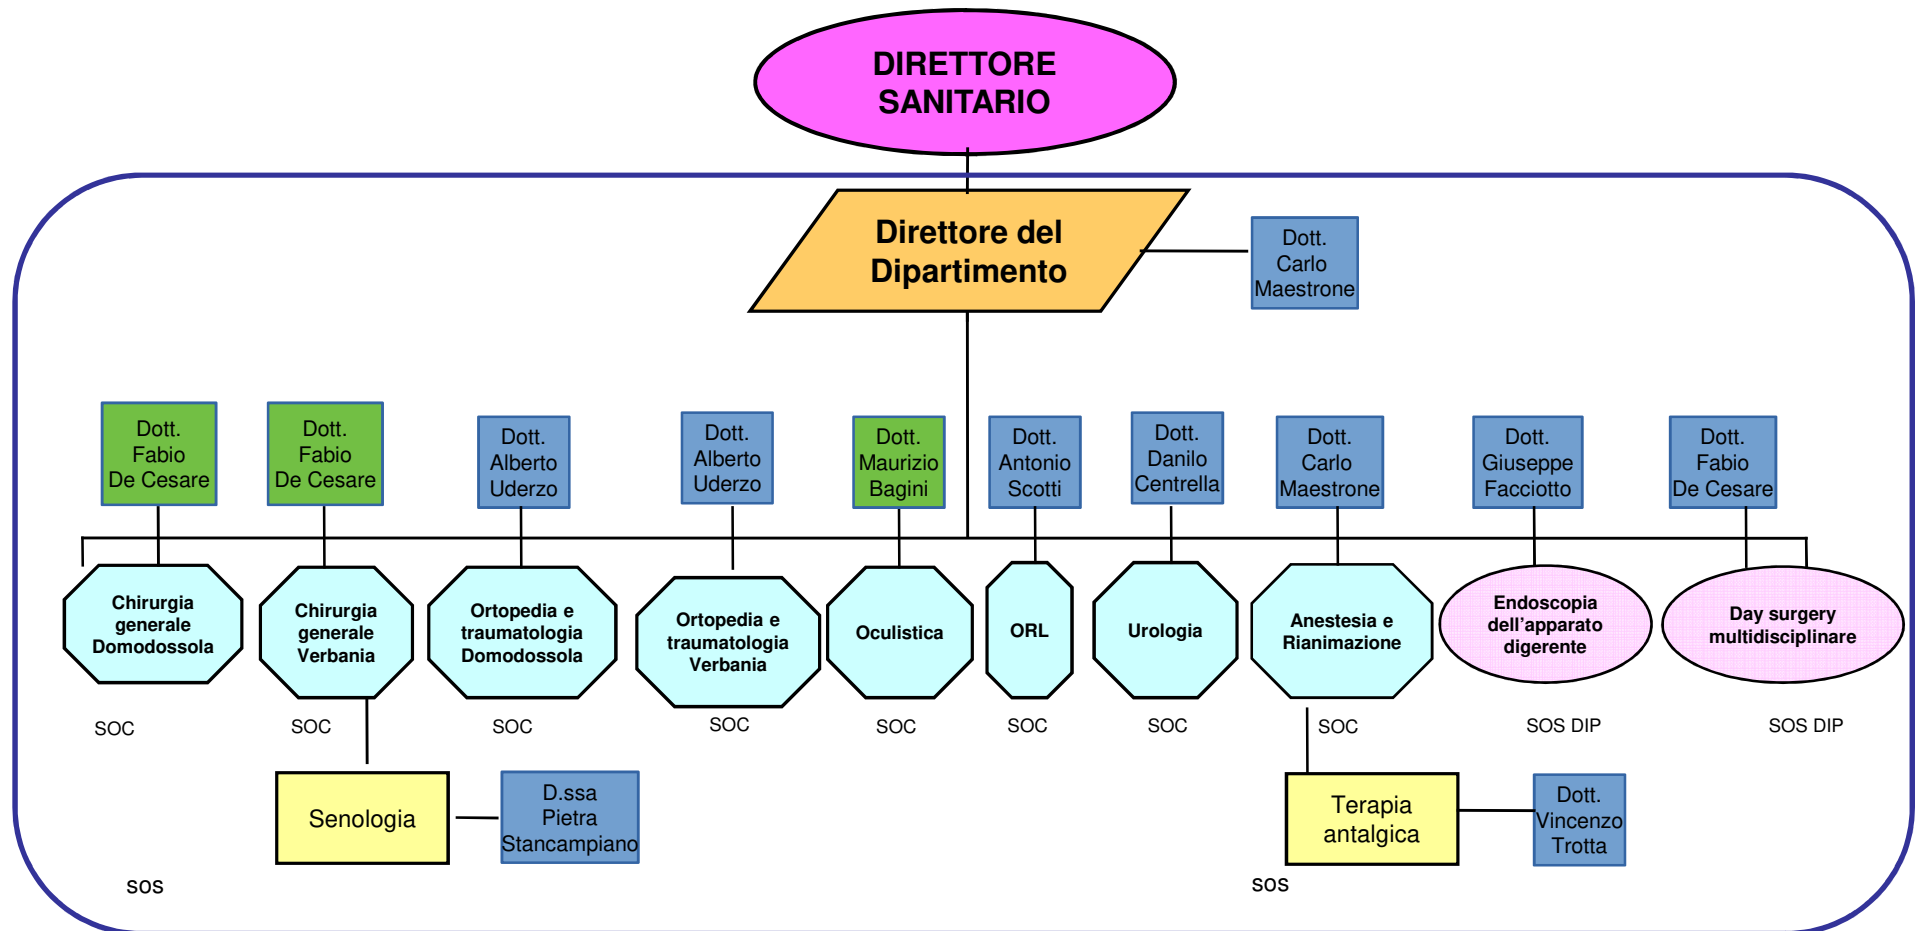 DIRETTORE
SANITARIO
Direttore del
Dipartimento
Dott.
Carlo
Maestrone
Dott.
Fabio
De Cesare
Dott.
Fabio
De Cesare
Dott.
Alberto
Uderzo
Dott.
Alberto
Uderzo
Dott.
Maurizio
Bagini
Dott.
Antonio
Scotti
Dott.
Danilo
Centrella
Dott.
Carlo
Maestrone
Dott.
Giuseppe
Facciotto
Dott.
Fabio
De Cesare
Chirurgia
generale
Domodossola
Chirurgia
generale
Verbania
Ortopedia e
traumatologia
Domodossola
Ortopedia e
traumatologia
Verbania
Oculistica
ORL
Urologia
Anestesia e
Rianimazione
Endoscopia
dell'apparato
digerente
Day surgery
multidisciplinare
SOC
SOC
SOC
SOC
SOC
SOC
SOC
SOC
SOS DIP
SOS DIP
Senologia
D.ssa
Pietra
Stancampiano
Terapia
antalgica
Dott.
Vincenzo
Trotta
sos
sos